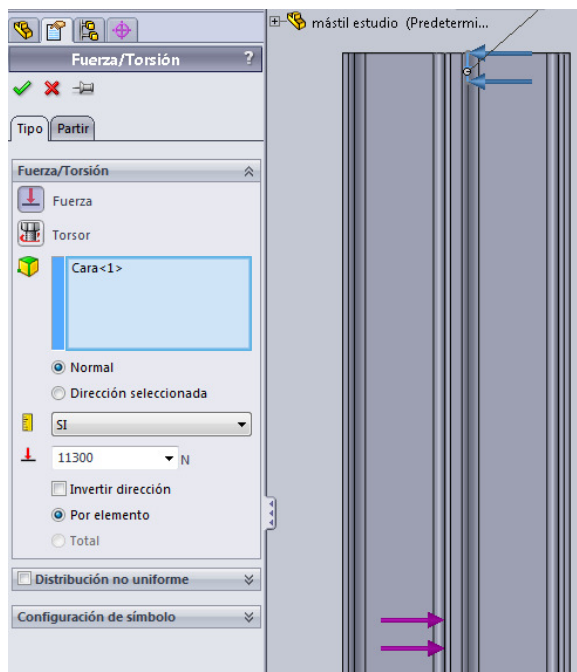 mástil estudio (Predetermi...
Fuerza/Torsión
?
Tipo
Partir
Fuerza/Torsión
Fuerza
Torsor
Cara<1>
Normal
Dirección seleccionada
SI
11300
N
Invertir dirección
Por elemento
Total
Distribución no uniforme
Configuración de símbolo